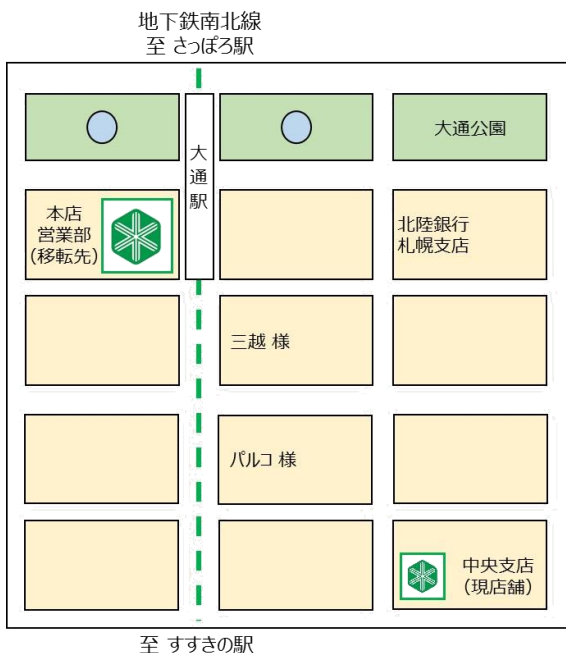 地下鉄南北線
至 さっぽろ駅
大通公園
大通駅
本店
営業部
(移転先)
北陸銀行
札幌支店
三越 様
パルコ 様
中央支店
(現店舗)
至 すすきの駅